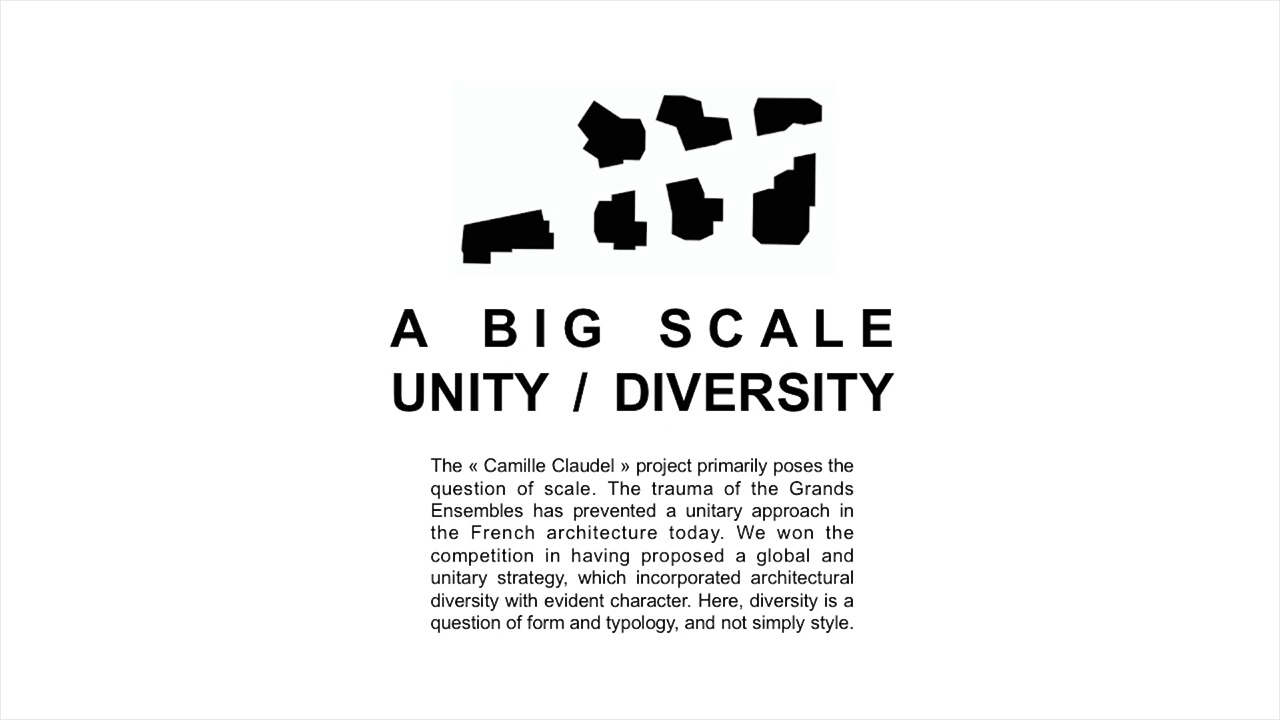 A BIG SCALE
UNITY / DIVERSITY
The « Camille Claudel » project primarily poses the
question of scale. The trauma of the Grands
Ensembles has prevented a unitary approach in
the French architecture today. We won the
competition in having proposed a global and
unitary strategy, which incorporated architectural
diversity with evident character. Here, diversity is a
question of form and typology, and not simply style.